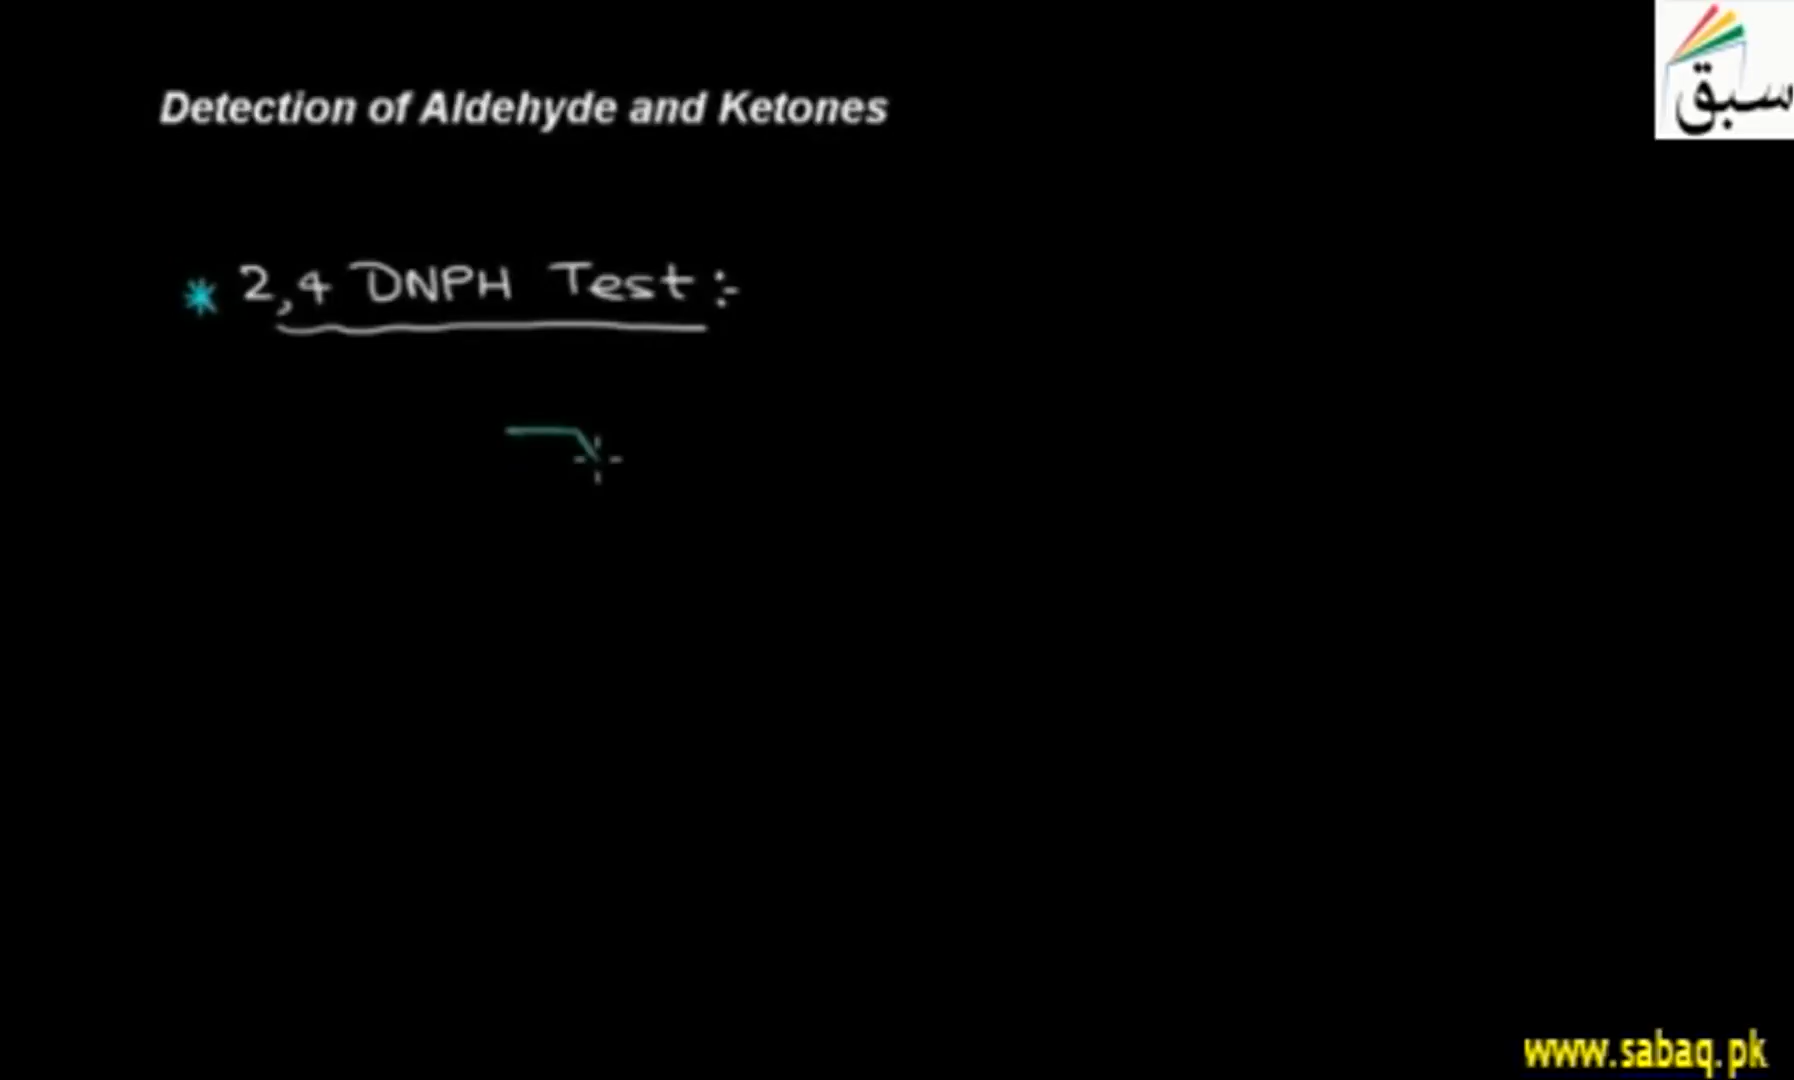 سبق
Detection of Aldehyde and Ketones
* 2,4 DNPH Test :-
www.sabaq.pk